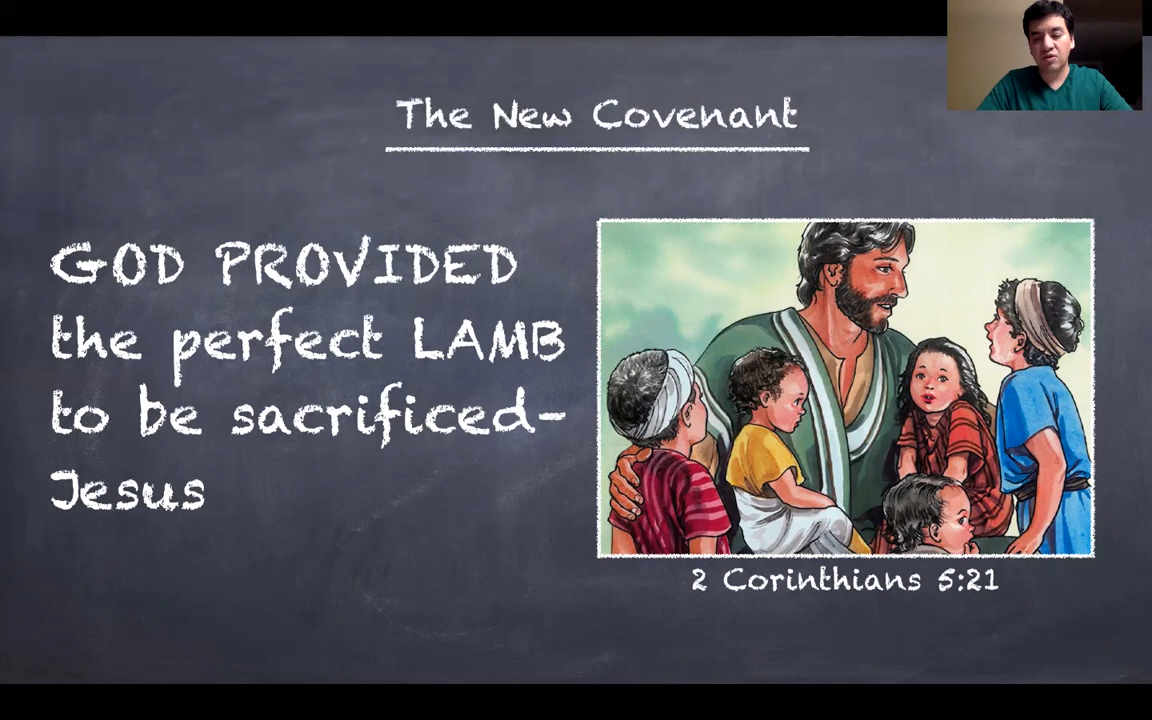 The New Covenant
GOD PROVIDED
the perfect LAMB
to be sacrificed-
Jesus
2 Corinthians 5:21